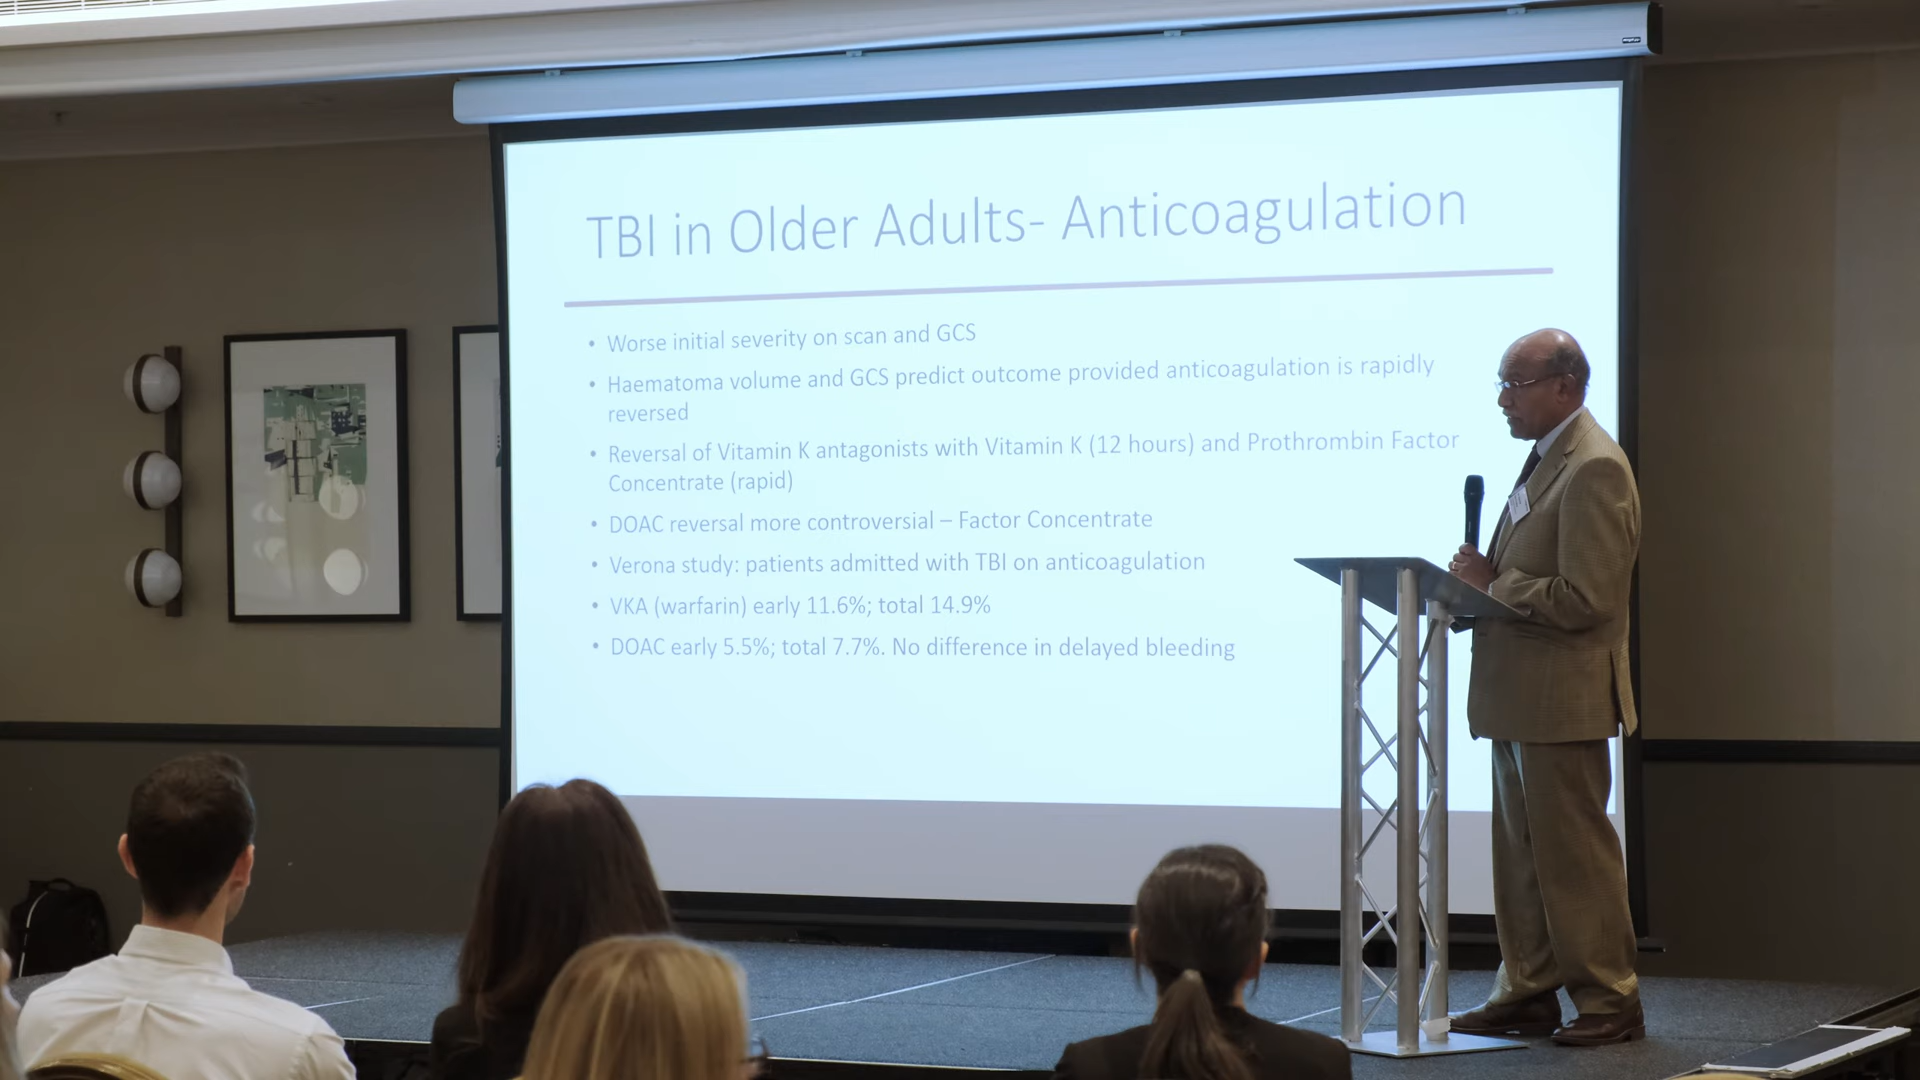 TBI in Older Adults- Anticoagulation
• Worse initial severity on scan and GCS
• Haematoma volume and GCS predict outcome provided anticoagulation is rapidly
reversed
• Reversal of Vitamin K antagonists with Vitamin K (12 hours) and Prothrombin Factor
Concentrate (rapid)
• DOAC reversal more controversial – Factor Concentrate
• Verona study: patients admitted with TBI on anticoagulation
• VKA (warfarin) early 11.6%; total 14.9%
• DOAC early 5.5%; total 7.7%. No difference in delayed bleeding